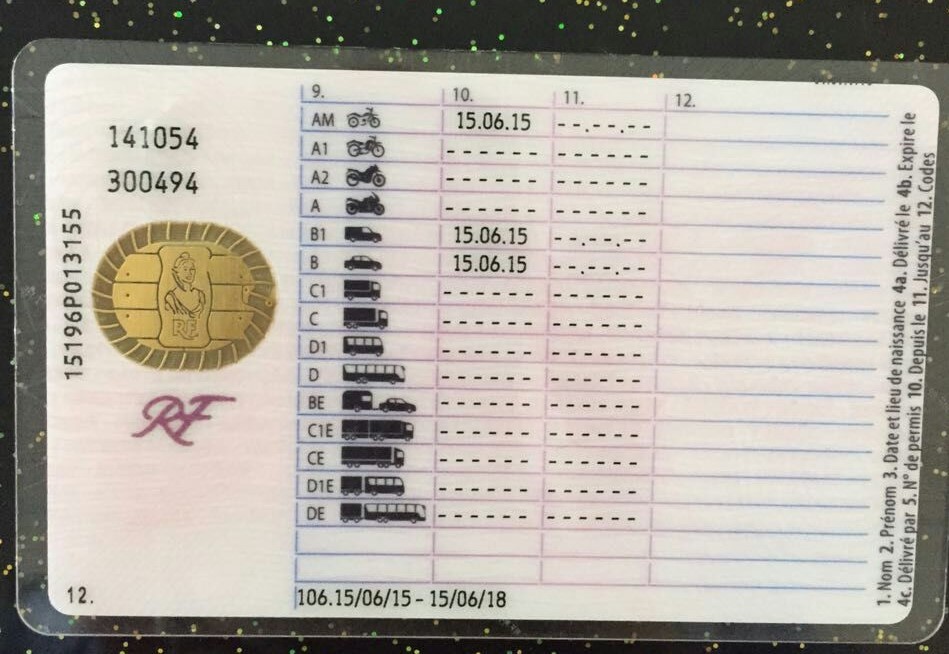 141054
300494
15196P013155
RF
RF
9. 10. 11. 12.
AM 15.06.15 --.--.--
A1 ------ ------
A2 ------ ------
A ------ ------
B1 15.06.15 --.--.--
B 15.06.15 --.--.--
C1 ------ ------
C ------ ------
D1 ------ ------
D ------ ------
BE ------ ------
C1E ------ ------
CE ------ ------
D1E ------ ------
DE ------ ------
12. 106.15/06/15 - 15/06/18
1. Nom 2. Prénom 3. Date et lieu de naissance 4a. Délivré le 4b. Expire le
4c. Délivré par 5. N° de permis 10. Depuis le 11. Jusqu'au 12. Codes